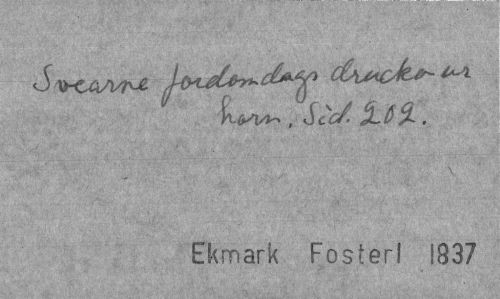 Svearne fordomdags drucko ur
horn. Sid. 202.
Ekmark Fosterl 1837